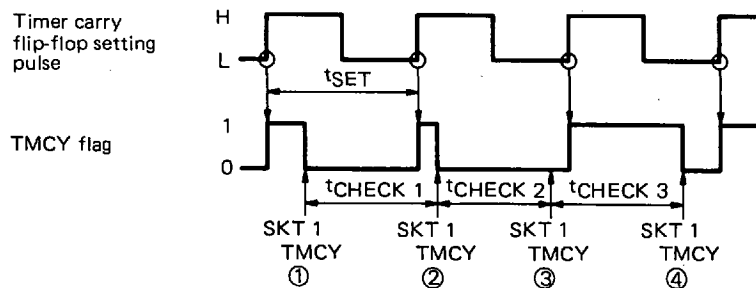 Timer carry
flip-flop setting
pulse
H
L
tSET
TMCY flag
1
0
tCHECK 1
tCHECK 2
tCHECK 3
SKT 1
TMCY
①
SKT 1
TMCY
②
SKT 1
TMCY
③
SKT 1
TMCY
④